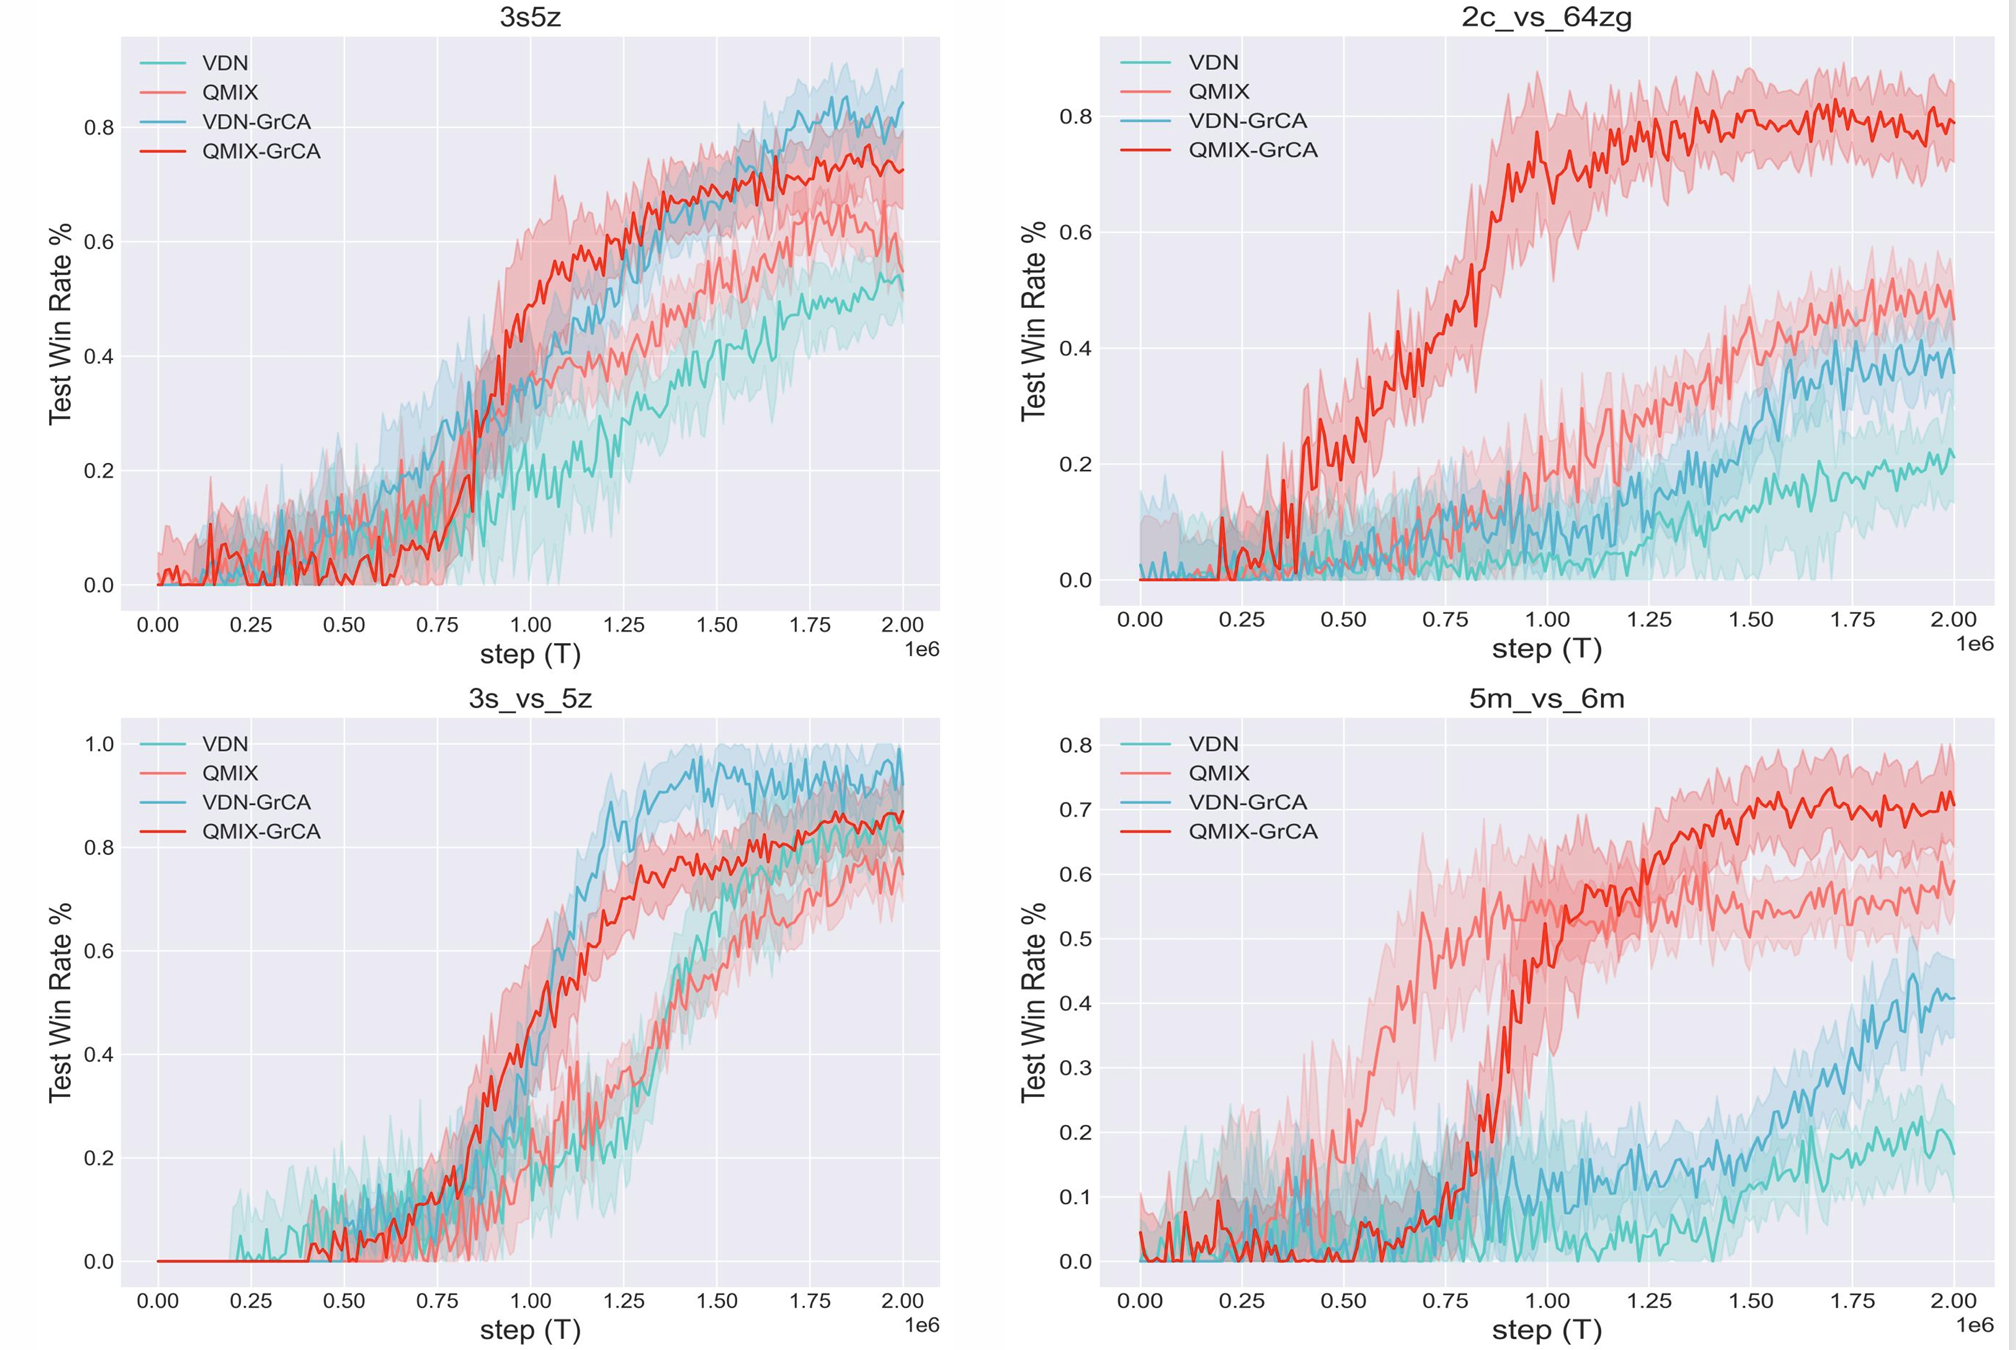 3s5z
VDN
QMIX
VDN-GrCA
QMIX-GrCA
Test Win Rate %
0.8
0.6
0.4
0.2
0.0
0.00 0.25 0.50 0.75 1.00 1.25 1.50 1.75 2.00
1e6
step (T)
2c_vs_64zg
VDN
QMIX
VDN-GrCA
QMIX-GrCA
Test Win Rate %
0.8
0.6
0.4
0.2
0.0
0.00 0.25 0.50 0.75 1.00 1.25 1.50 1.75 2.00
1e6
step (T)
3s_vs_5z
VDN
QMIX
VDN-GrCA
QMIX-GrCA
Test Win Rate %
1.0
0.8
0.6
0.4
0.2
0.0
0.00 0.25 0.50 0.75 1.00 1.25 1.50 1.75 2.00
1e6
step (T)
5m_vs_6m
VDN
QMIX
VDN-GrCA
QMIX-GrCA
Test Win Rate %
0.8
0.7
0.6
0.5
0.4
0.3
0.2
0.1
0.0
0.00 0.25 0.50 0.75 1.00 1.25 1.50 1.75 2.00
1e6
step (T)